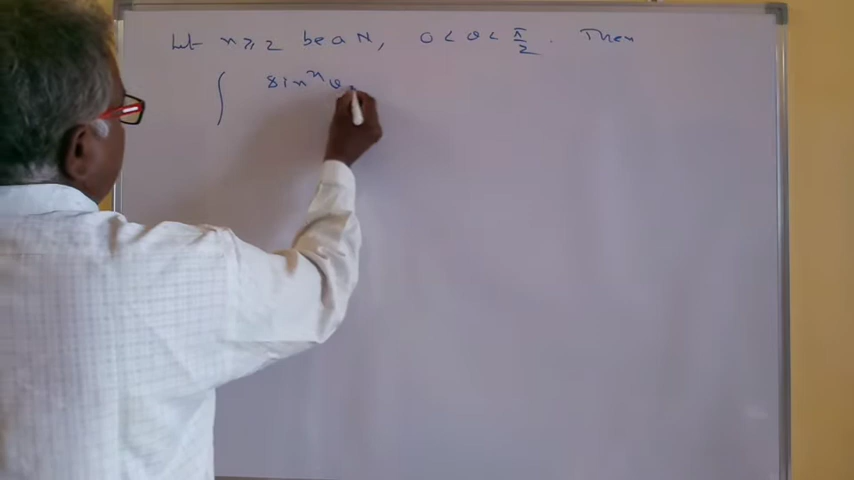 Let n ≥ 2 be a N, 0 < θ < π/2. Then
∫ sinⁿθ